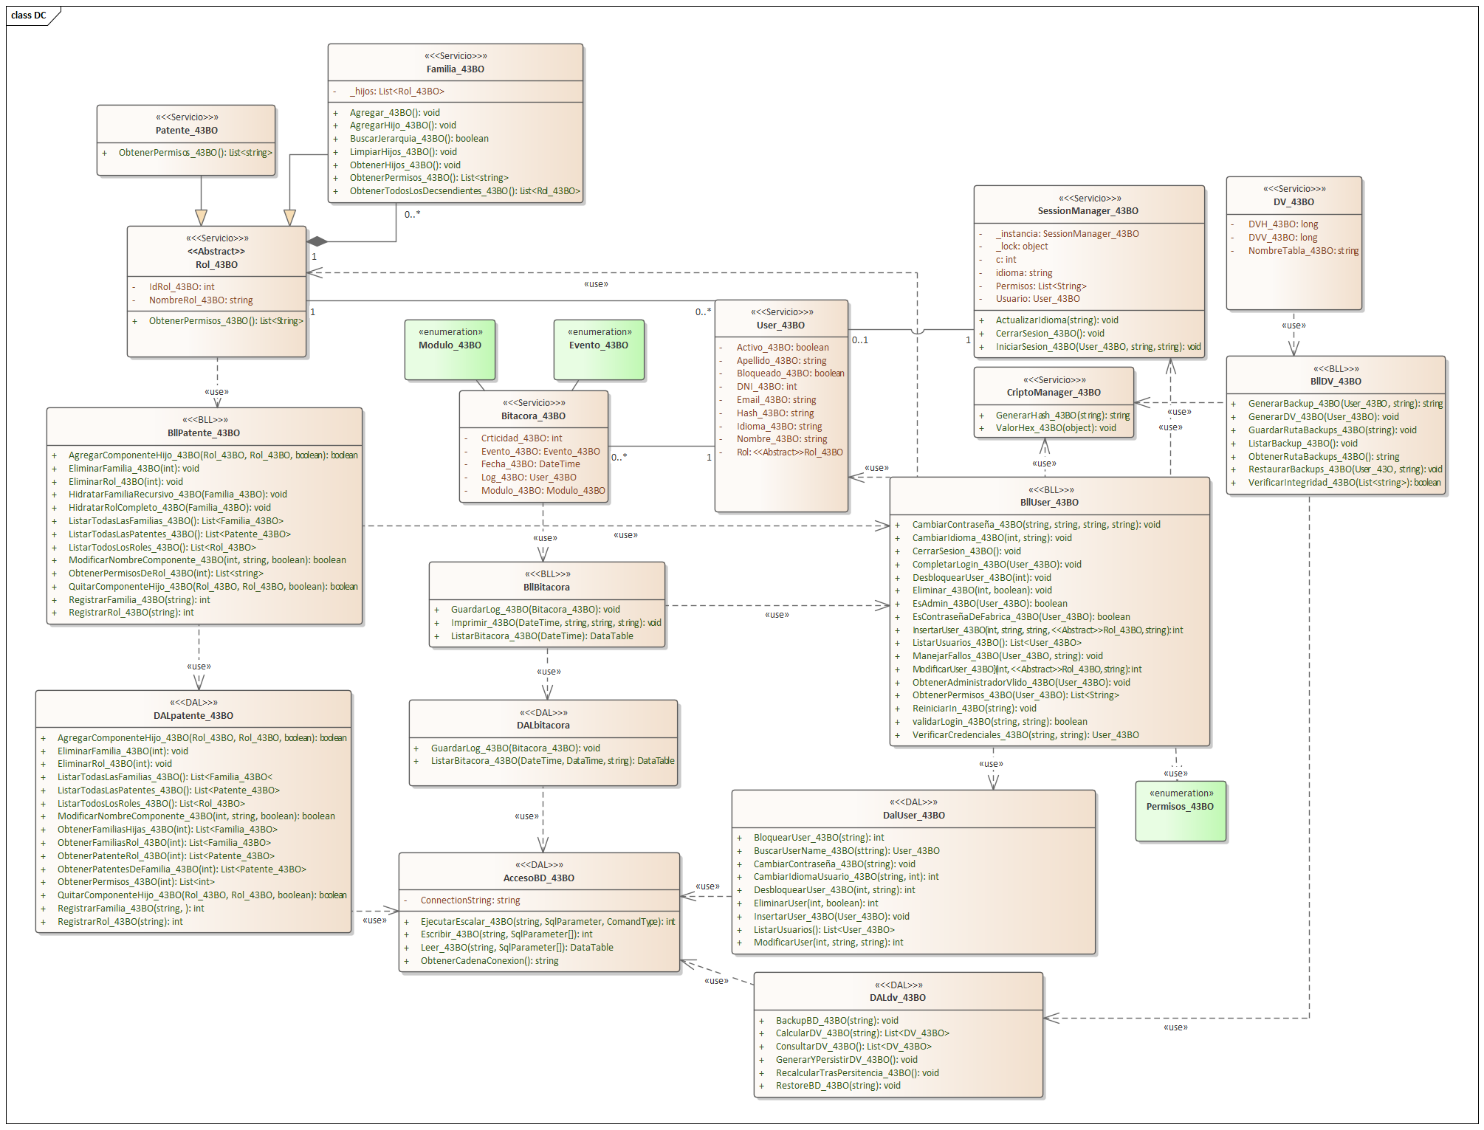 class DC
«<<Servicio>>»
Familia_43BO
- _hijos: List<Rol_43BO>
+ Agregar_43BO(): void
+ AgregarHijo_43BO(): void
+ BuscarJerarquia_43BO(): boolean
+ LimpiarHijos_43BO(): void
+ ObtenerHijos_43BO(): void
+ ObtenerPermisos_43BO(): List<string>
+ ObtenerTodosLosDecsendientes_43BO(): List<Rol_43BO>
«<<Servicio>>»
Patente_43BO
+ ObtenerPermisos_43BO(): List<string>
0..*
1
«<<Servicio>>»
<<Abstract>>
Rol_43BO
- IdRol_43BO: int
- NombreRol_43BO: string
+ ObtenerPermisos_43BO(): List<String>
«use»
1
0..*
«<<Servicio>>»
SessionManager_43BO
- _instancia: SessionManager_43BO
- _lock: object
- c: int
- idioma: string
- Permisos: List<String>
- Usuario: User_43BO
+ ActualizarIdioma(string): void
+ CerrarSesion_43BO(): void
+ IniciarSesion_43BO(User_43BO, string, string): void
«<<Servicio>>»
DV_43BO
- DVH_43BO: long
- DVV_43BO: long
- NombreTabla_43BO: string
«use»
«enumeration»
Modulo_43BO
«enumeration»
Evento_43BO
«<<Servicio>>»
User_43BO
- Activo_43BO: boolean
- Apellido_43BO: string
- Bloqueado_43BO: boolean
- DNI_43BO: int
- Email_43BO: string
- Hash_43BO: string
- Idioma_43BO: string
- Nombre_43BO: string
- Rol: <<Abstract>>Rol_43BO
0..1
1
«<<Servicio>>»
CriptoManager_43BO
+ GenerarHash_43BO(string): string
+ ValorHex_43BO(object): void
«use»
«<<BLL>>»
BllDV_43BO
+ GenerarBackup_43BO(User_43BO, string): string
+ GenerarDV_43BO(User_43BO): void
+ GuardarRutaBackups_43BO(string): string
+ ListarBackup_43BO(): void
+ ObtenerRutaBackups_43BO(): string
+ RestaurarBackups_43BO(User_43O, string): void
+ VerificarIntegridad_43BO(List<string>): boolean
«use»
«<<Servicio>>»
Bitacora_43BO
- Crticidad_43BO: int
- Evento_43BO: Evento_43BO
- Fecha_43BO: DateTime
- Log_43BO: User_43BO
- Modulo_43BO: Modulo_43BO
0..*
1
«use»
«<<BLL>>»
BllPatente_43BO
+ AgregarComponenteHijo_43BO(Rol_43BO, Rol_43BO, boolean): boolean
+ EliminarFamilia_43BO(int): void
+ EliminarRol_43BO(int): void
+ HidratarFamiliaRecursivo_43BO(Familia_43BO): void
+ HidratarRolCompleto_43BO(Familia_43BO): void
+ ListarTodasLasFamilias_43BO(): List<Familia_43BO>
+ ListarTodasLasPatentes_43BO(): List<Patente_43BO>
+ ListarTodosLosRoles_43BO(): List<Rol_43BO>
+ ModificarNombreComponente_43BO(int, string, boolean): boolean
+ ObtenerPermisosDeRol_43BO(int): List<string>
+ QuitarComponenteHijo_43BO(Rol_43BO, Rol_43BO, boolean): boolean
+ RegistrarFamilia_43BO(string): int
+ RegistrarRol_43BO(string): int
«use»
«use»
«use»
«use»
«<<BLL>>»
BllBitacora
+ GuardarLog_43BO(Bitacora_43BO): void
+ Imprimir_43BO(DateTime, string, string, string): void
+ ListarBitacora_43BO(DateTime): DataTable
«use»
«<<BLL>>»
BllUser_43BO
+ CambiarContraseña_43BO(string, string, string, string): void
+ CambiarIdioma_43BO(int, string): void
+ CerrarSesion_43BO(): void
+ CompletarLogin_43BO(User_43BO): void
+ DesbloquearUser_43BO(int): void
+ Eliminar_43BO(int, boolean): int
+ EsAdmin_43BO(User_43BO): boolean
+ EsContraseñaDeFabrica_43BO(User_43BO): boolean
+ InsertarUser_43BO(int, string, string, <<Abstract>>Rol_43BO, string): int
+ ListarUsuarios_43BO(): List<User_43BO>
+ ManejarFallos_43BO(User_43BO, string): void
+ ModificarUser_43BO)(int, <<Abstract>>Rol_43BO, string): int
+ ObtenerAdministradorVlido_43BO(User_43BO): void
+ ObtenerPermisos_43BO(User_43BO): List<String>
+ ReiniciarIn_43BO(string): void
+ validarLogin_43BO(string, string): boolean
+ VerificarCredenciales_43BO(string, string): User_43BO
«use»
«use»
«<<DAL>>»
DALpatente_43BO
+ AgregarComponenteHijo_43BO(Rol_43BO, Rol_43BO, boolean): boolean
+ EliminarFamilia_43BO(int): void
+ EliminarRol_43BO(int): void
+ ListarTodasLasFamilias_43BO(): List<Familia_43BO<
+ ListarTodasLasPatentes_43BO(): List<Patente_43BO>
+ ListarTodosLosRoles_43BO(): List<Rol_43BO>
+ ModificarNombreComponente_43BO(int, string, boolean): boolean
+ ObtenerFamiliasHijas_43BO(int): List<Familia_43BO>
+ ObtenerFamiliasRol_43BO(int): List<Familia_43BO>
+ ObtenerPatenteRol_43BO(int): List<Patente_43BO>
+ ObtenerPatentesDeFamilia_43BO(int): List<Patente_43BO>
+ ObtenerPermisos_43BO(int): List<int>
+ QuitarComponenteHijo_43BO(Rol_43BO, Rol_43BO, boolean): boolean
+ RegistrarFamilia_43BO(string, ): int
+ RegistrarRol_43BO(string): int
«use»
«<<DAL>>»
DALbitacora
+ GuardarLog_43BO(Bitacora_43BO): void
+ ListarBitacora_43BO(DateTime, DataTime, string): DataTable
«use»
«use»
«use»
«enumeration»
Permisos_43BO
«<<DAL>>»
DalUser_43BO
+ BloquearUser_43BO(string): int
+ BuscarUserName_43BO(sttring): User_43BO
+ CambiarContraseña_43BO(string): void
+ CambiarIdiomaUsuario_43BO(string, int): int
+ DesbloquearUser_43BO(int, string): int
+ EliminarUser(int, boolean): int
+ InsertarUser_43BO(User_43BO): void
+ ListarUsuarios(): List<User_43BO>
+ ModificarUser(int, string, string): int
«use»
«<<DAL>>»
AccesoBD_43BO
- ConnectionString: string
+ EjecutarEscalar_43BO(string, SqlParameter, ComandType): int
+ Escribir_43BO(string, SqlParameter[]): int
+ Leer_43BO(string, SqlParameter[]): DataTable
+ ObtenerCadenaConexion(): string
«use»
«<<DAL>>»
DALdv_43BO
+ BackupBD_43BO(string): void
+ CalcularDV_43BO(string): List<DV_43BO>
+ ConsultarDV_43BO(): List<DV_43BO>
+ GenerarYPersistirDV_43BO(): void
+ RecalcularTrasPersitencia_43BO(): void
+ RestoreBD_43BO(string): void
«use»